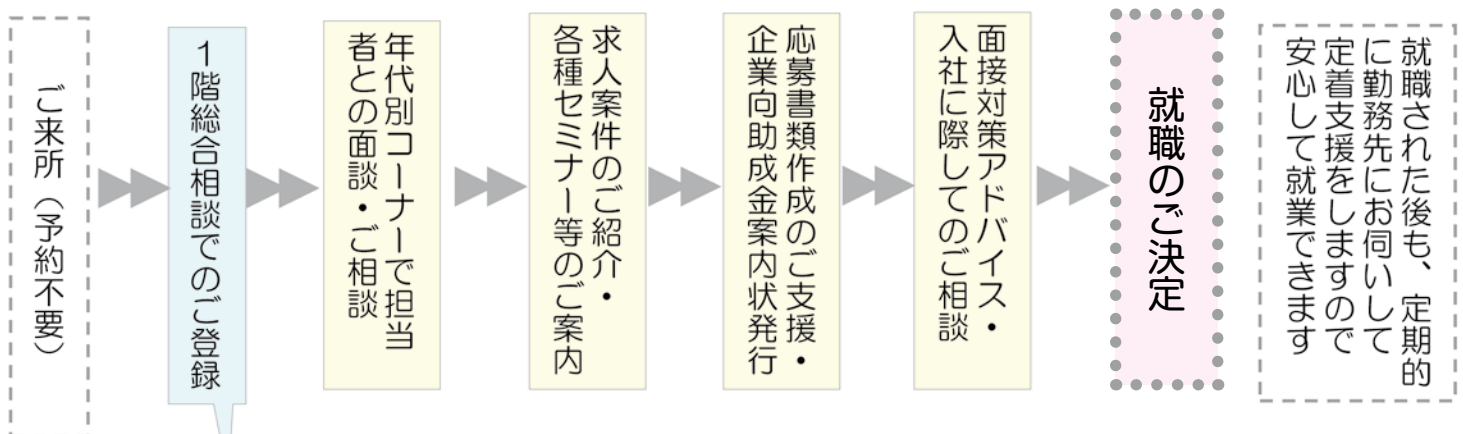 ご来所（予約不要）
1階総合相談でのご登録
年代別コーナーで担当
者との面談・ご相談
求人案件のご紹介・
各種セミナー等のご案内
応募書類作成のご支援・
企業向助成金案内状発行
面接対策アドバイス・
入社に際してのご相談
就職のご決定
就職された後も、定期的
に勤務先にお伺いして
定着支援をしますので
安心して就業できます